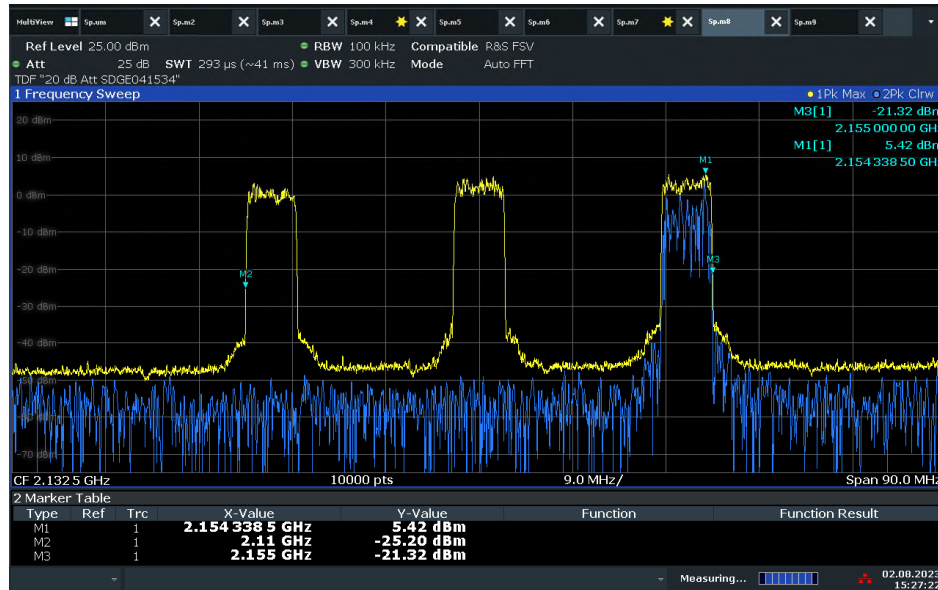 MultiView Sp.um Sp.m2 Sp.m3 Sp.m4 Sp.m5 Sp.m6 Sp.m7 Sp.m8 Sp.m9
Ref Level 25.00 dBm RBW 100 kHz Compatible R&S FSV
Att 25 dB SWT 293 µs (~41 ms) VBW 300 kHz Mode Auto FFT
TDF "20 dB Att SDGE041534"
1 Frequency Sweep 1Pk Max 2Pk Clrw
M3[1] -21.32 dBm
20 dBm 2.155 000 00 GH
M1[1] 5.42 dBm
10 dBm M1 2.154 338 50 GH
0 dBm
-10 dBm
M3
-20 dBm M2
-30 dBm
-40 dBm
-50 dBm
-70 dBm
CF 2.132 5 GHz 10000 pts 9.0 MHz/ Span 90.0 MHz
2 Marker Table
Type Ref Trc X-Value Y-Value Function Function Result
M1 1 2.154 338 5 GHz 5.42 dBm
M2 1 2.11 GHz -25.20 dBm
M3 1 2.155 GHz -21.32 dBm
Measuring... 02.08.2023
15:27:22